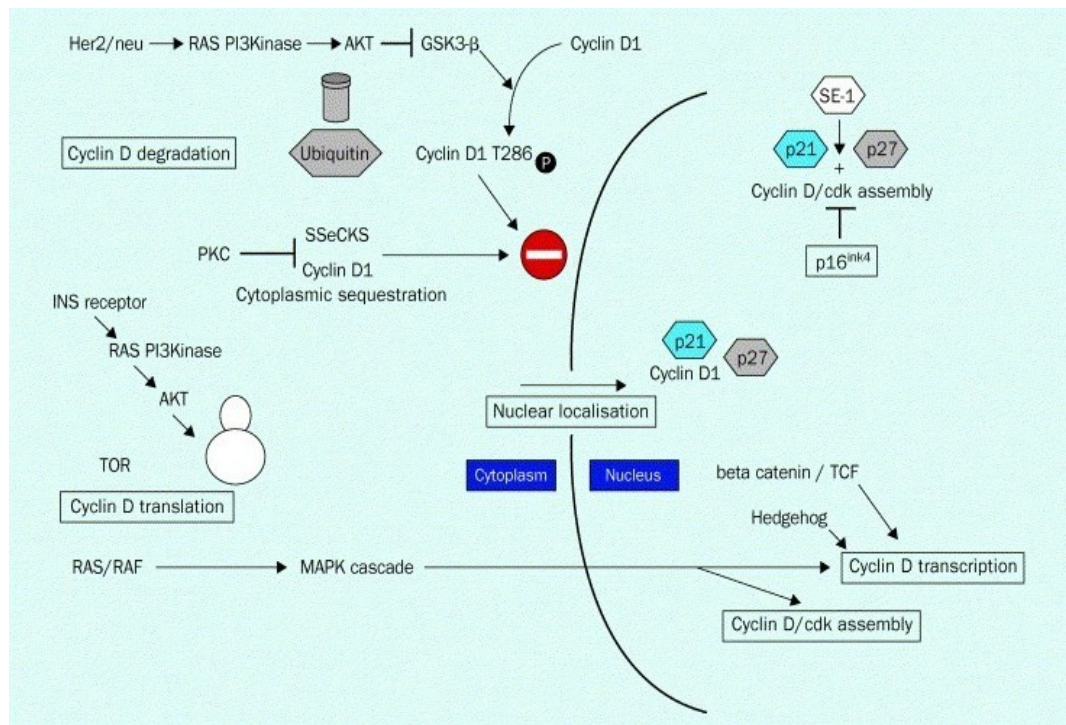 Her2/neu
RAS PI3Kinase
AKT
GSK3-β
Cyclin D1
SE-1
p21
p27
+
Cyclin D/cdk assembly
p16ink4
Cyclin D degradation
Ubiquitin
Cyclin D1 T286
P
PKC
SSeCKS
Cyclin D1
Cytoplasmic sequestration
INS receptor
RAS PI3Kinase
AKT
TOR
Cyclin D translation
p21
p27
Cyclin D1
Nuclear localisation
Cytoplasm
Nucleus
beta catenin / TCF
Hedgehog
RAS/RAF
MAPK cascade
Cyclin D transcription
Cyclin D/cdk assembly